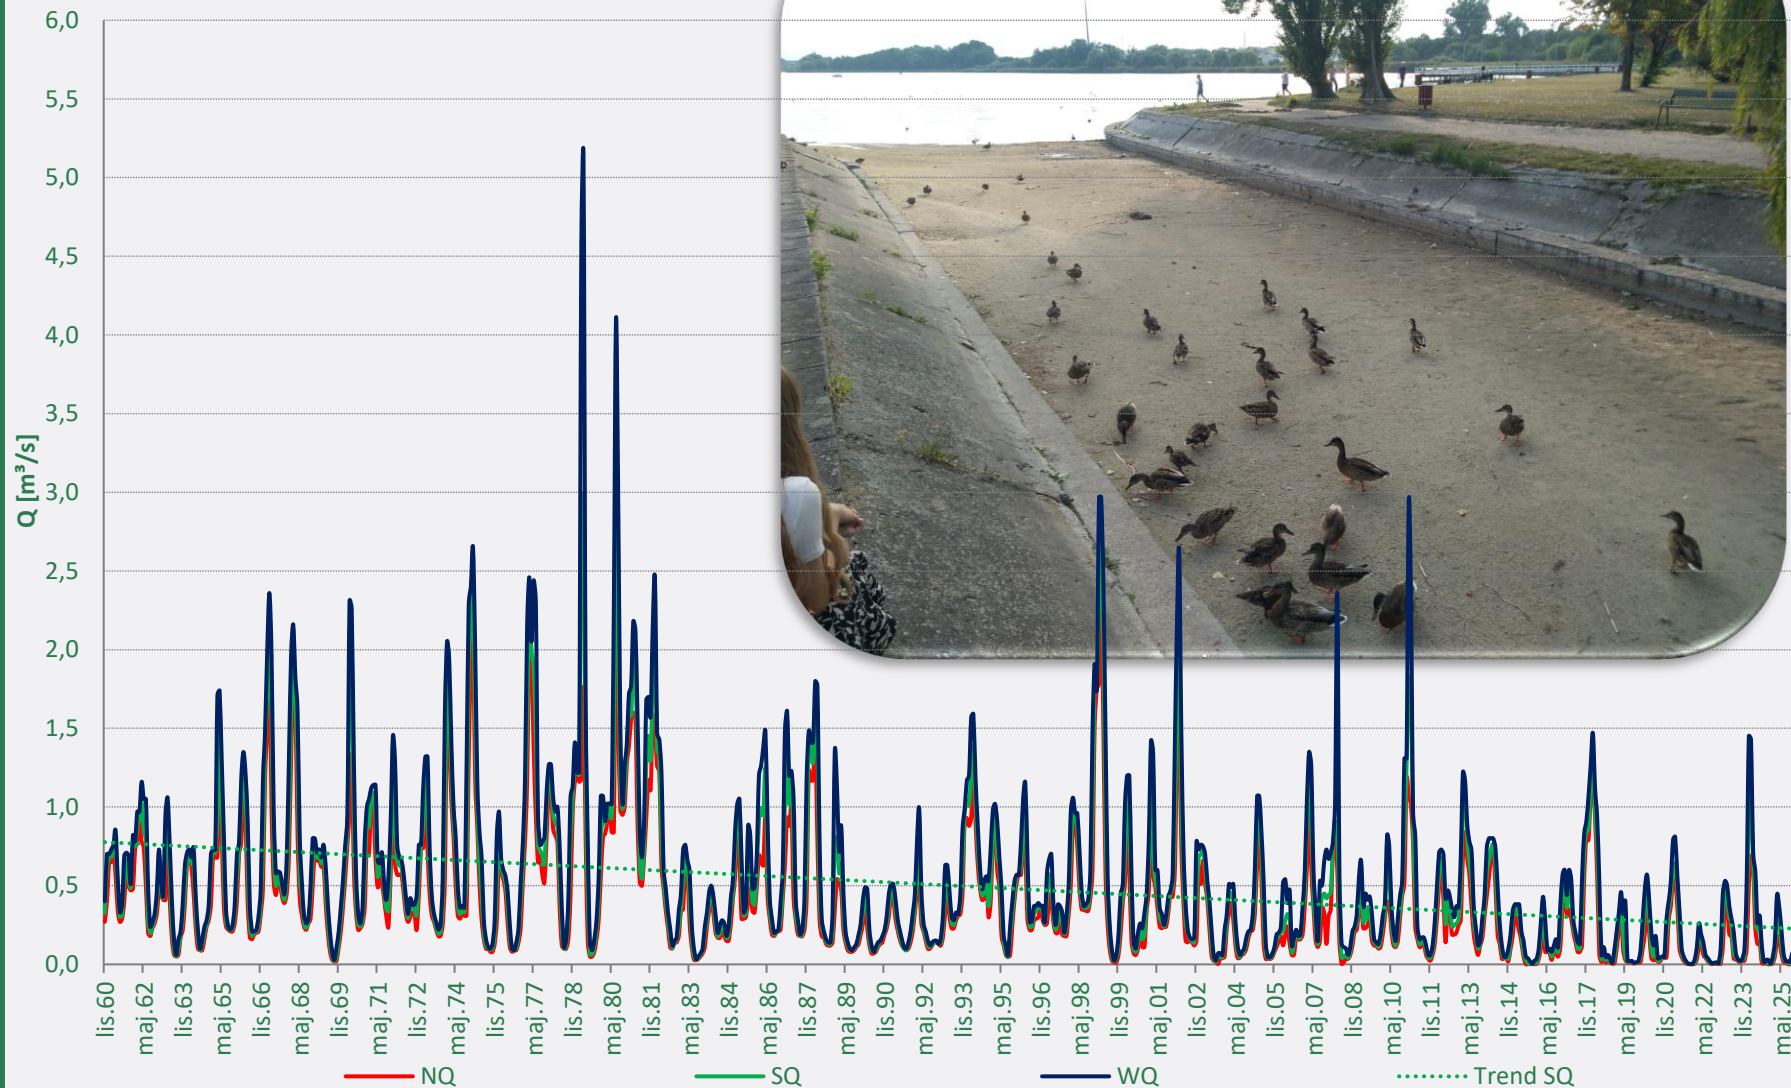 6,0
5,5
5,0
4,5
4,0
3,5
3,0
2,5
2,0
1,5
1,0
0,5
0,0
Q [m³/s]
lis.60
maj.62
lis.63
maj.65
lis.66
maj.68
lis.69
maj.71
lis.72
maj.74
lis.75
maj.77
lis.78
maj.80
lis.81
maj.83
lis.84
maj.86
lis.87
maj.89
lis.90
maj.92
lis.93
maj.95
lis.96
maj.98
lis.99
maj.01
lis.02
maj.04
lis.05
maj.07
lis.08
maj.10
lis.11
maj.13
lis.14
maj.16
lis.17
maj.19
lis.20
maj.22
lis.23
maj.25
NQ SQ WQ Trend SQ